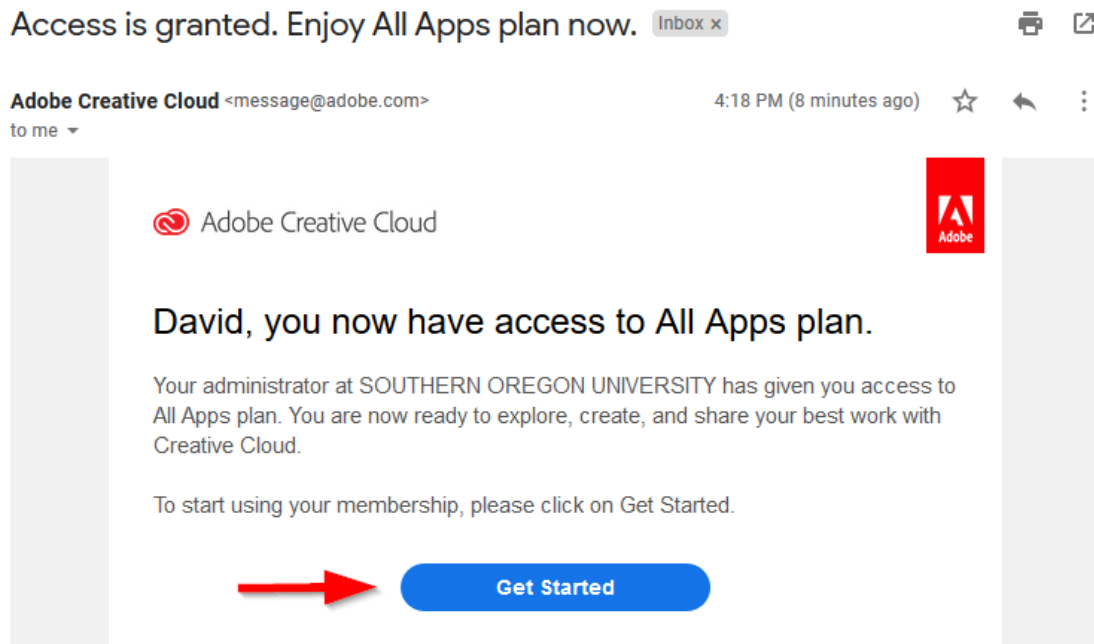 Access is granted. Enjoy All Apps plan now. Inbox x
Adobe Creative Cloud <message@adobe.com> 4:18 PM (8 minutes ago)
to me
Adobe Creative Cloud
Adobe
David, you now have access to All Apps plan.
Your administrator at SOUTHERN OREGON UNIVERSITY has given you access to
All Apps plan. You are now ready to explore, create, and share your best work with
Creative Cloud.
To start using your membership, please click on Get Started.
Get Started